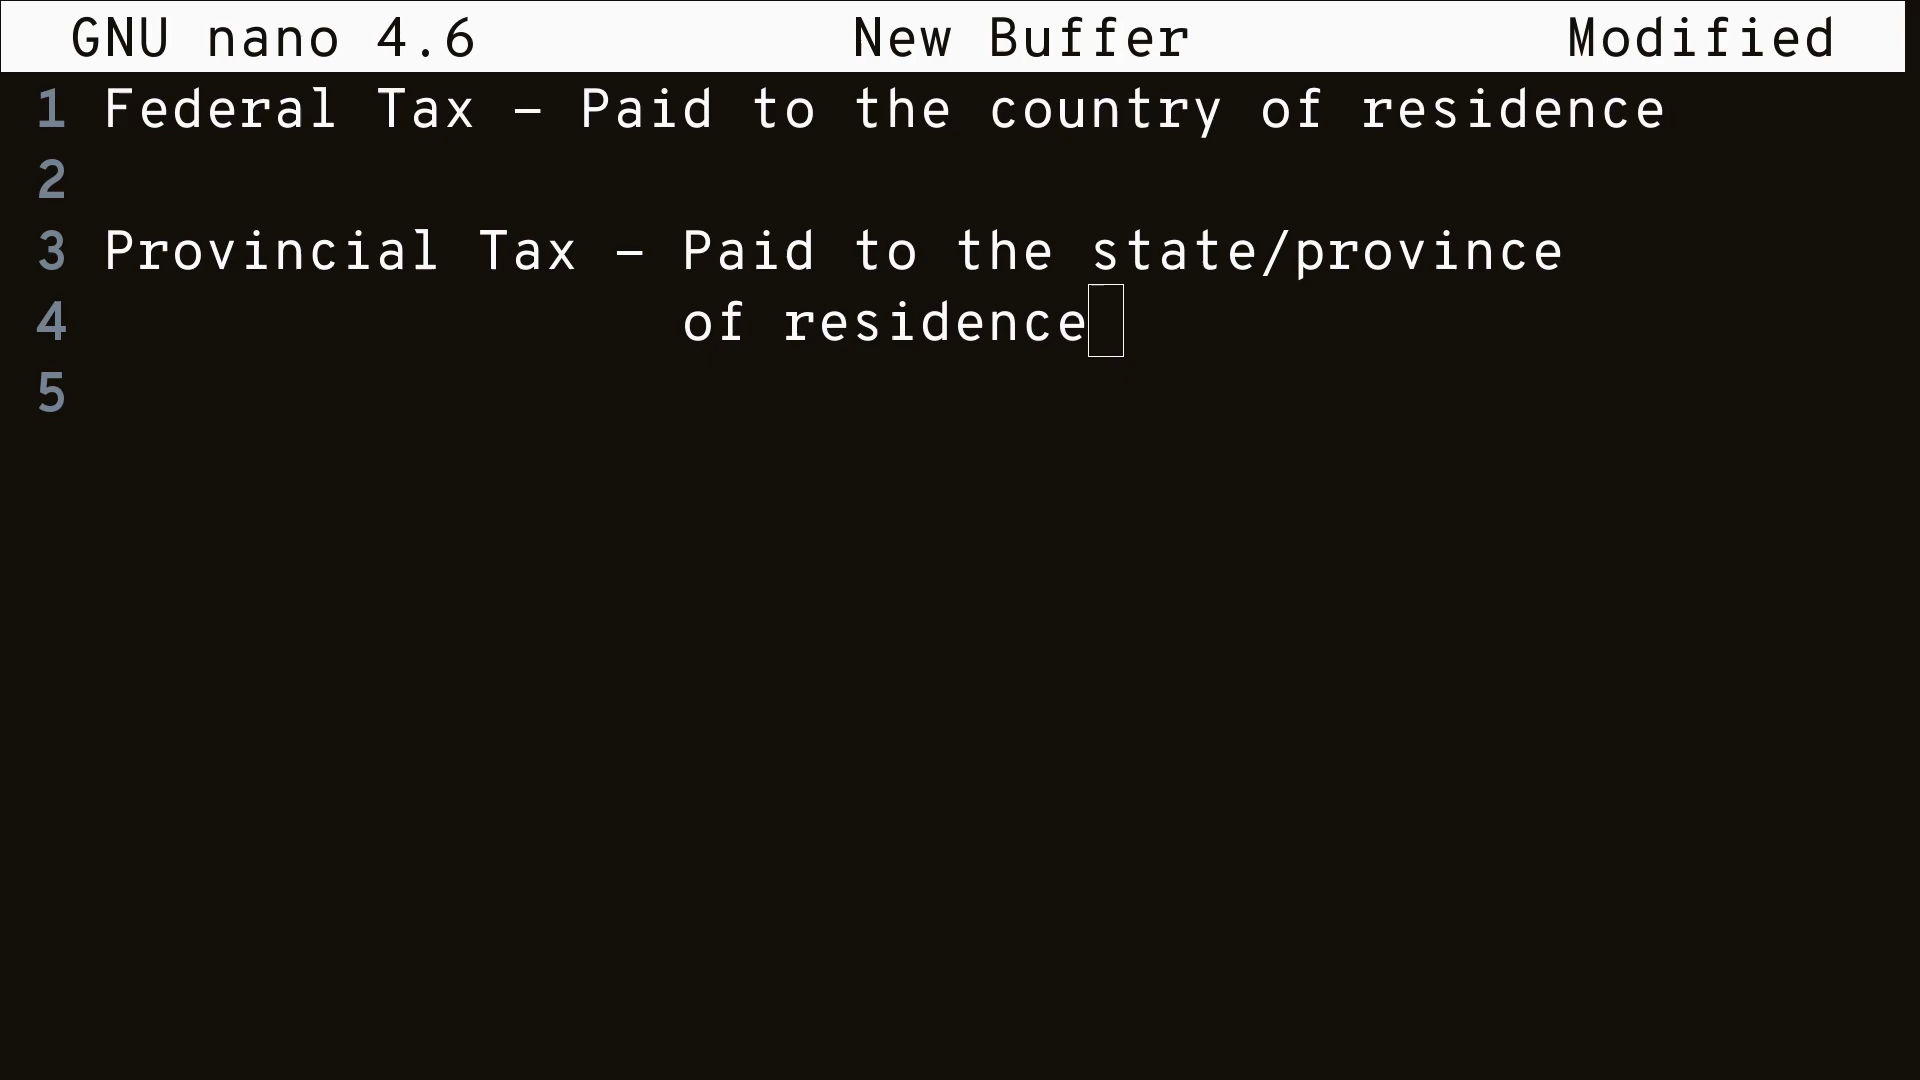 GNU nano 4.6 New Buffer Modified
1 Federal Tax - Paid to the country of residence
2
3 Provincial Tax - Paid to the state/province
4 of residence
5